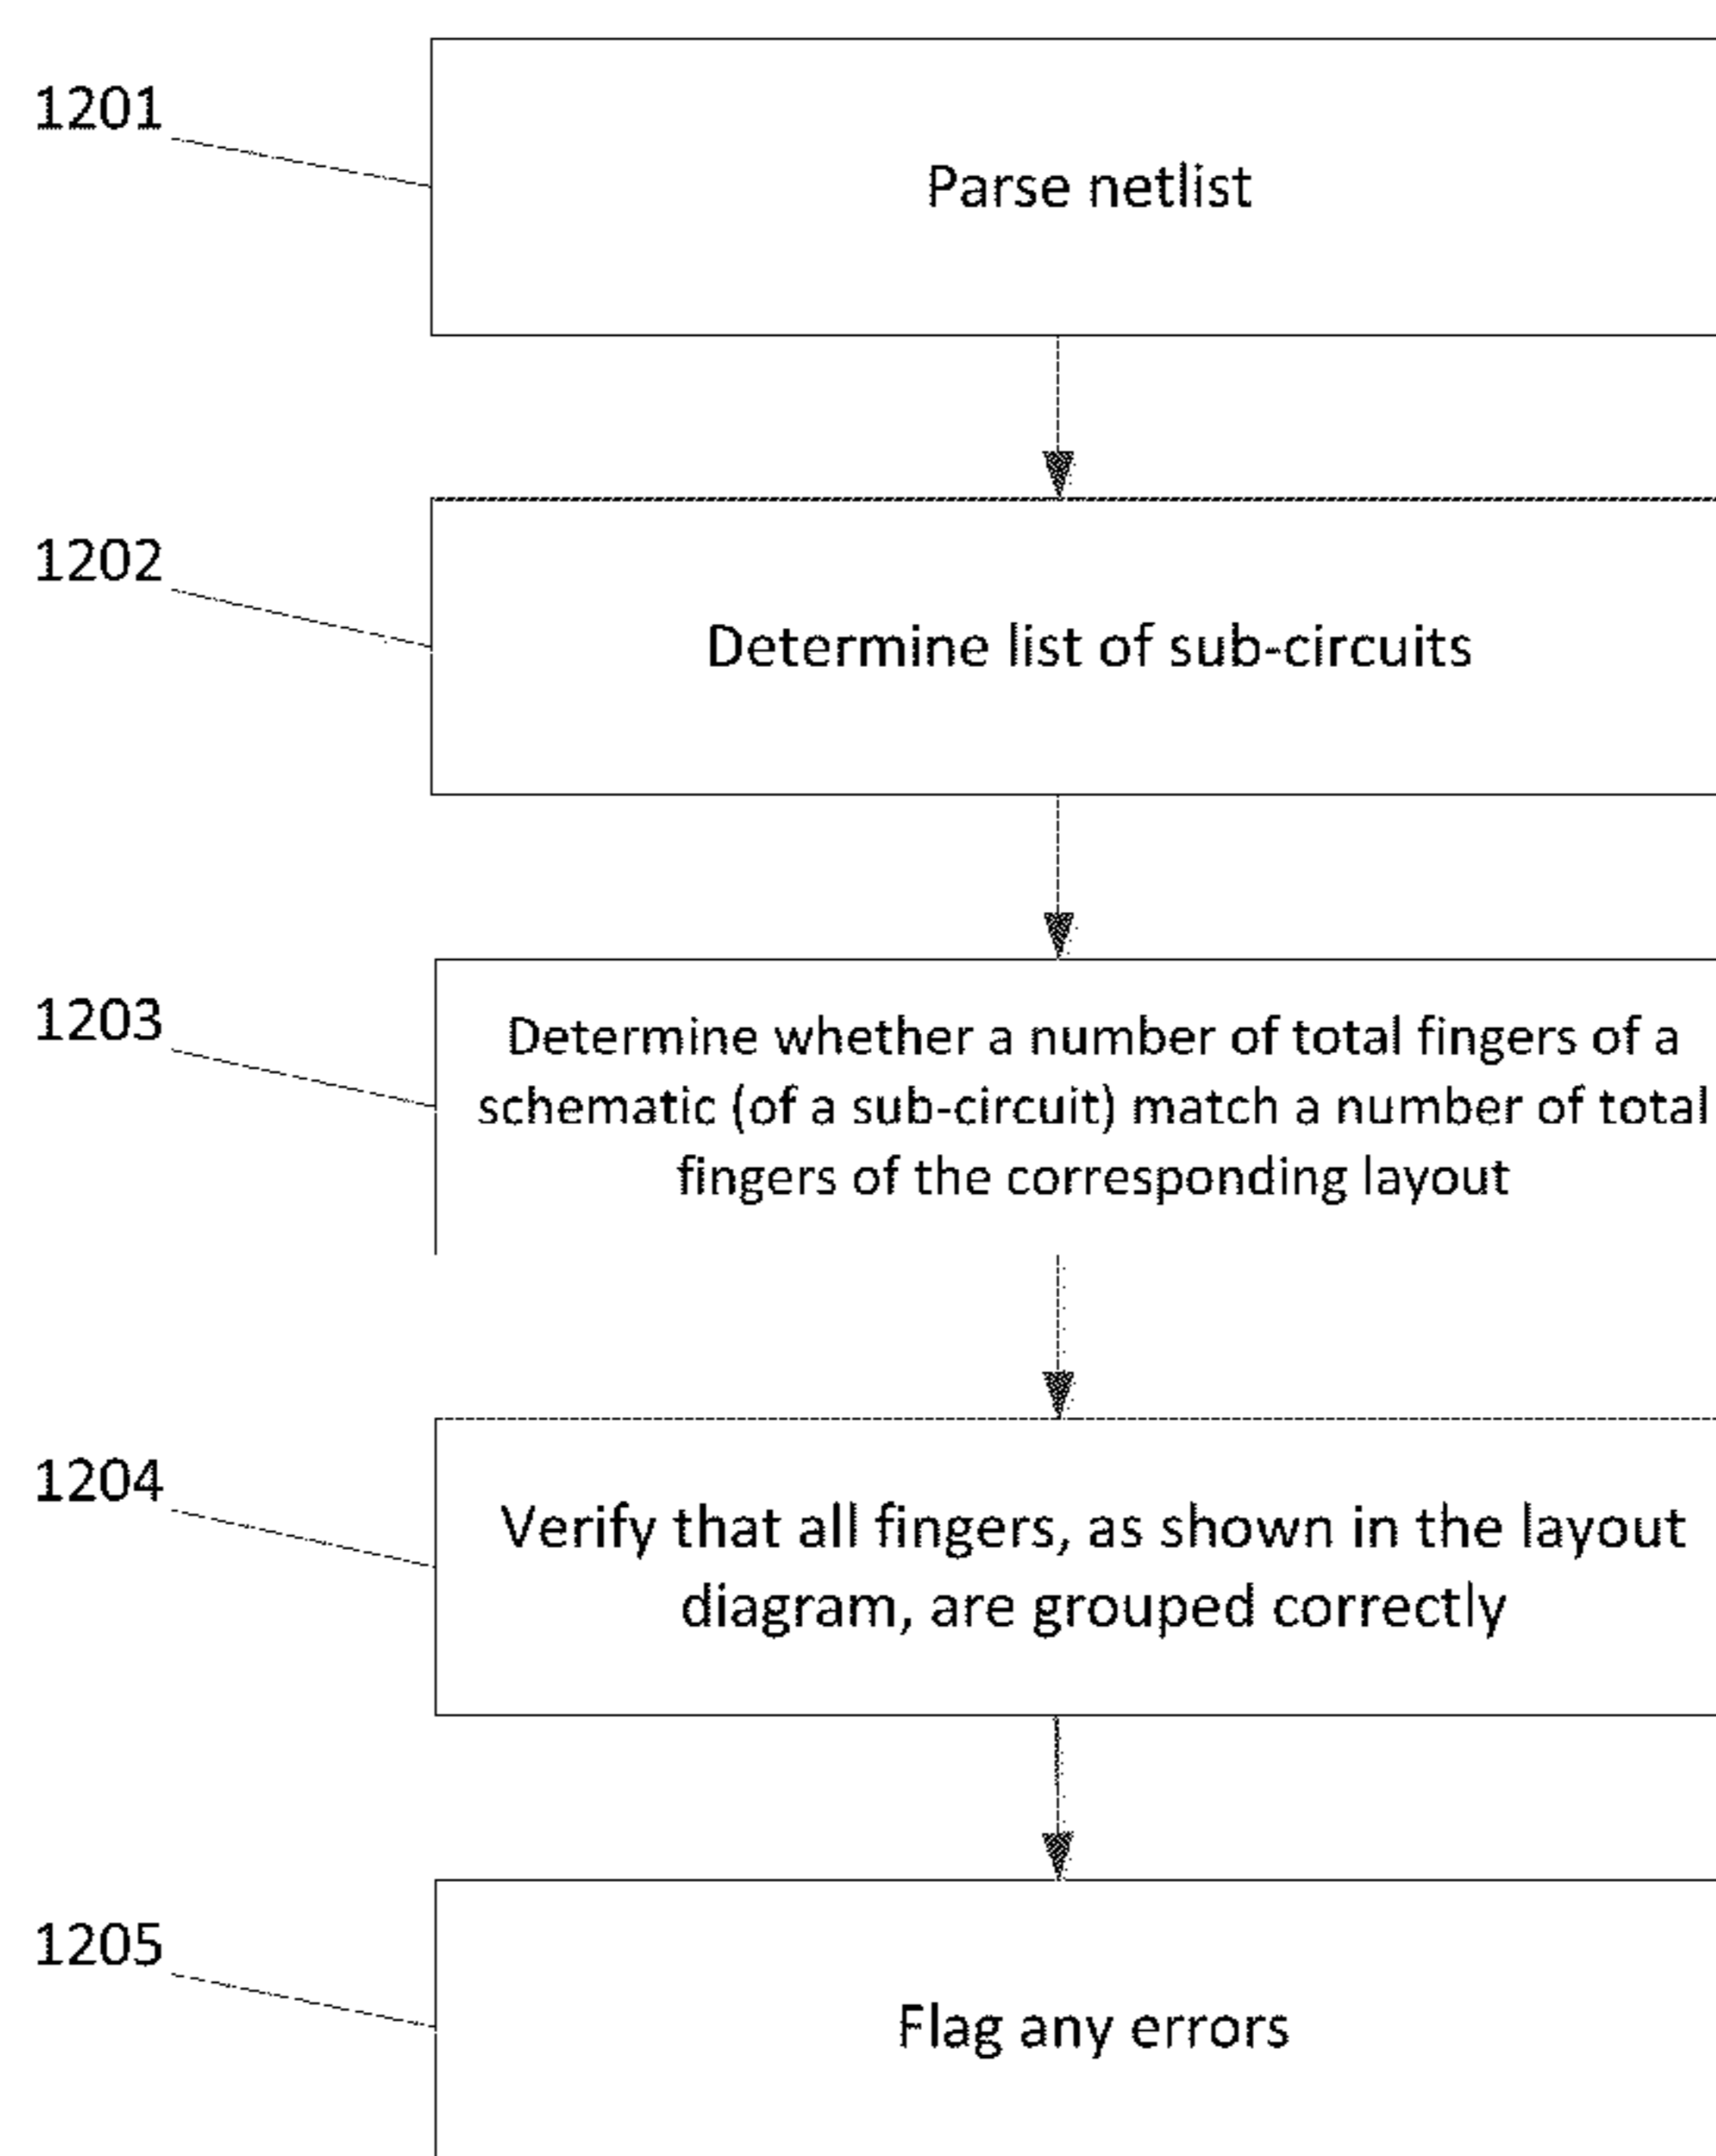 1201
Parse netlist
1202
Determine list of sub-circuits
1203
Determine whether a number of total fingers of a
schematic (of a sub-circuit) match a number of total
fingers of the corresponding layout
1204
Verify that all fingers, as shown in the layout
diagram, are grouped correctly
1205
Flag any errors